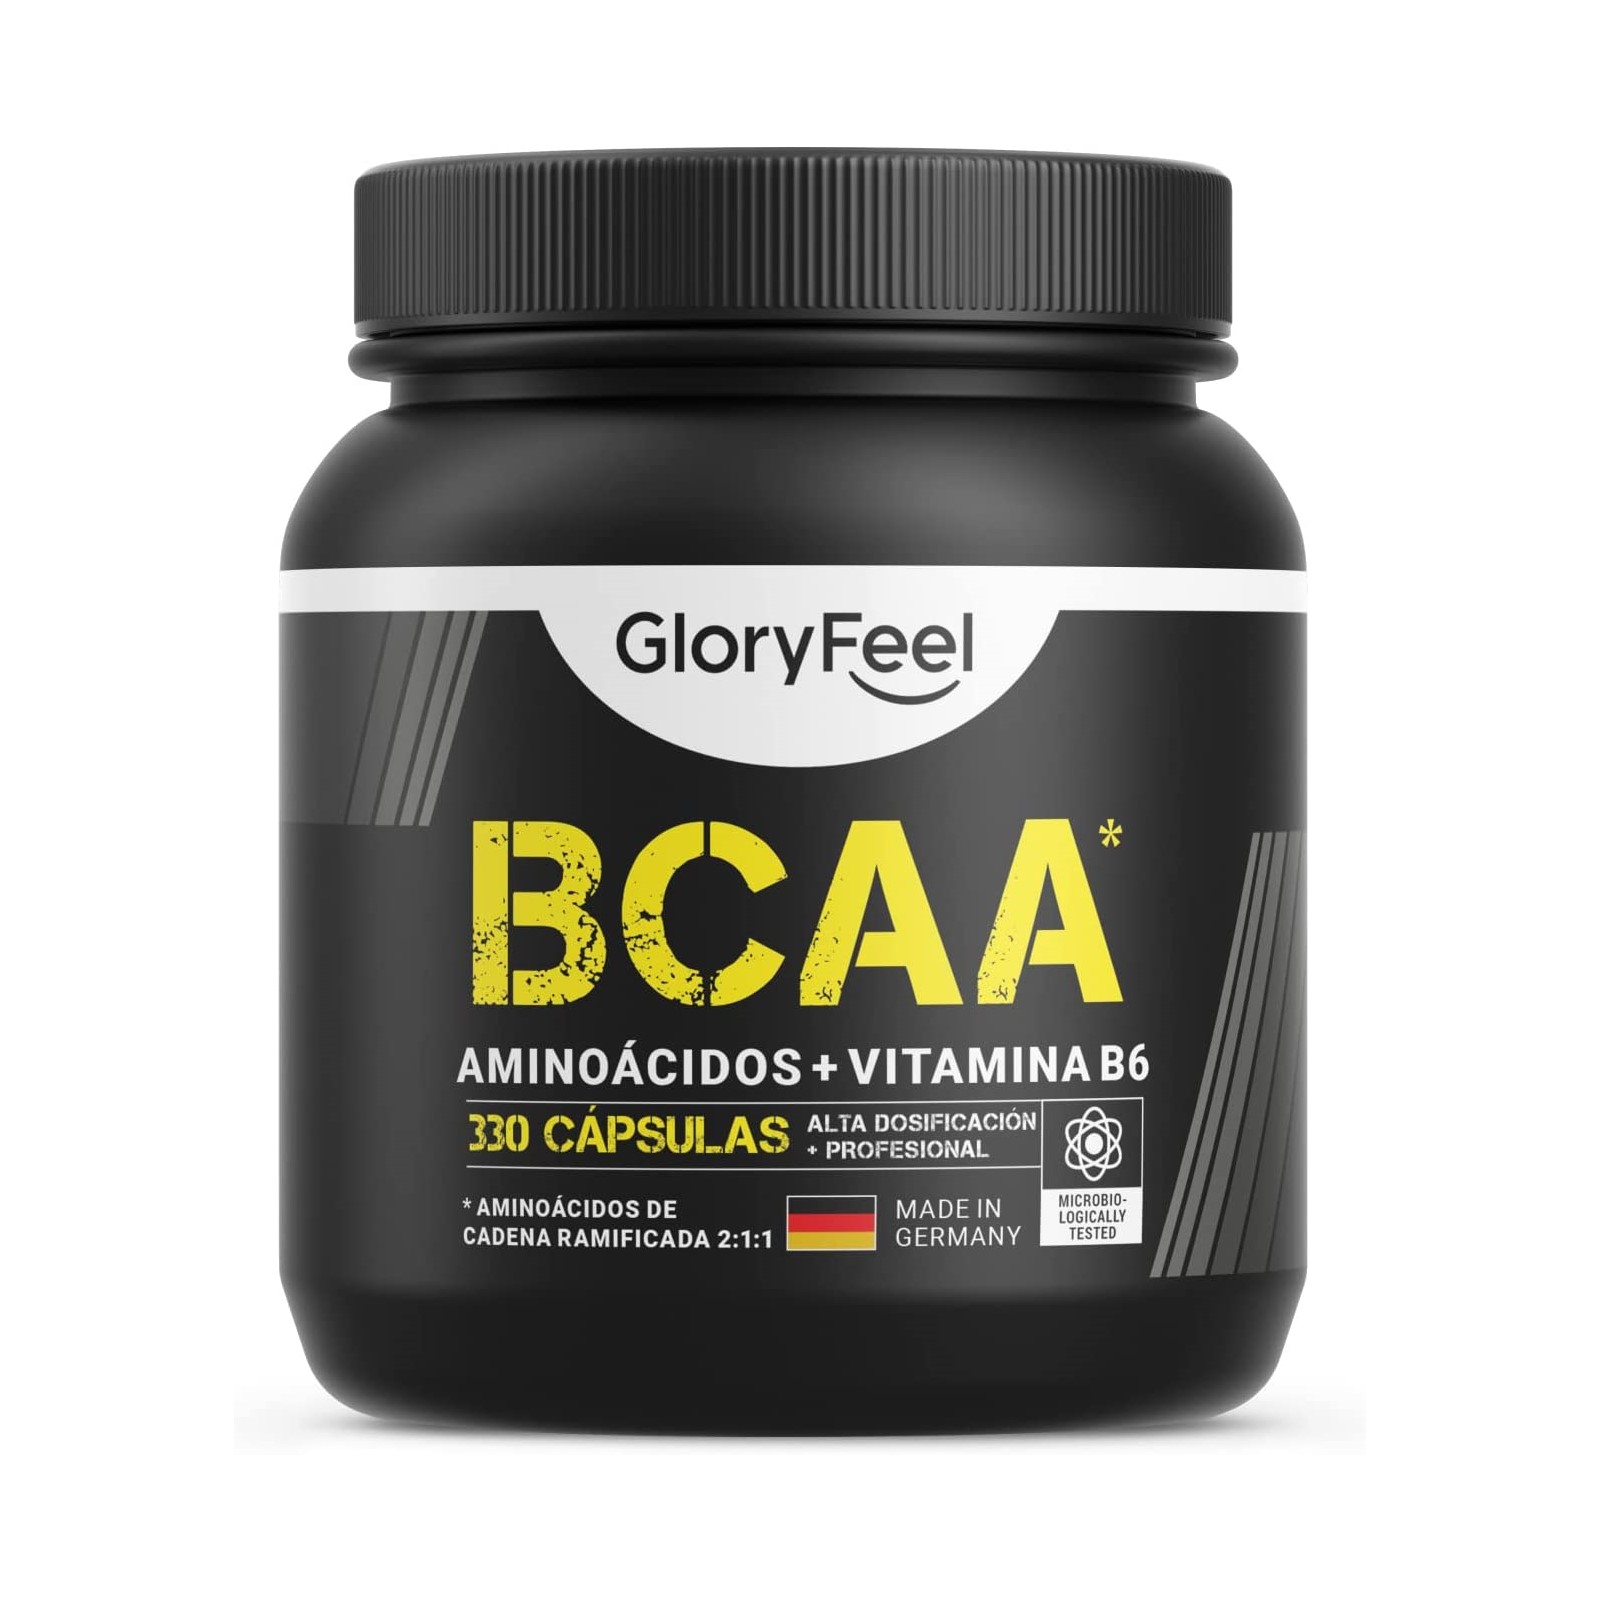 GloryFeel
BCAA*
AMINOÁCIDOS + VITAMINA B6
330 CÁPSULAS
ALTA DOSIFICACIÓN
+ PROFESIONAL
* AMINOÁCIDOS DE
CADENA RAMIFICADA 2:1:1
MADE IN
GERMANY
MICROBIO-
LOGICALLY
TESTED